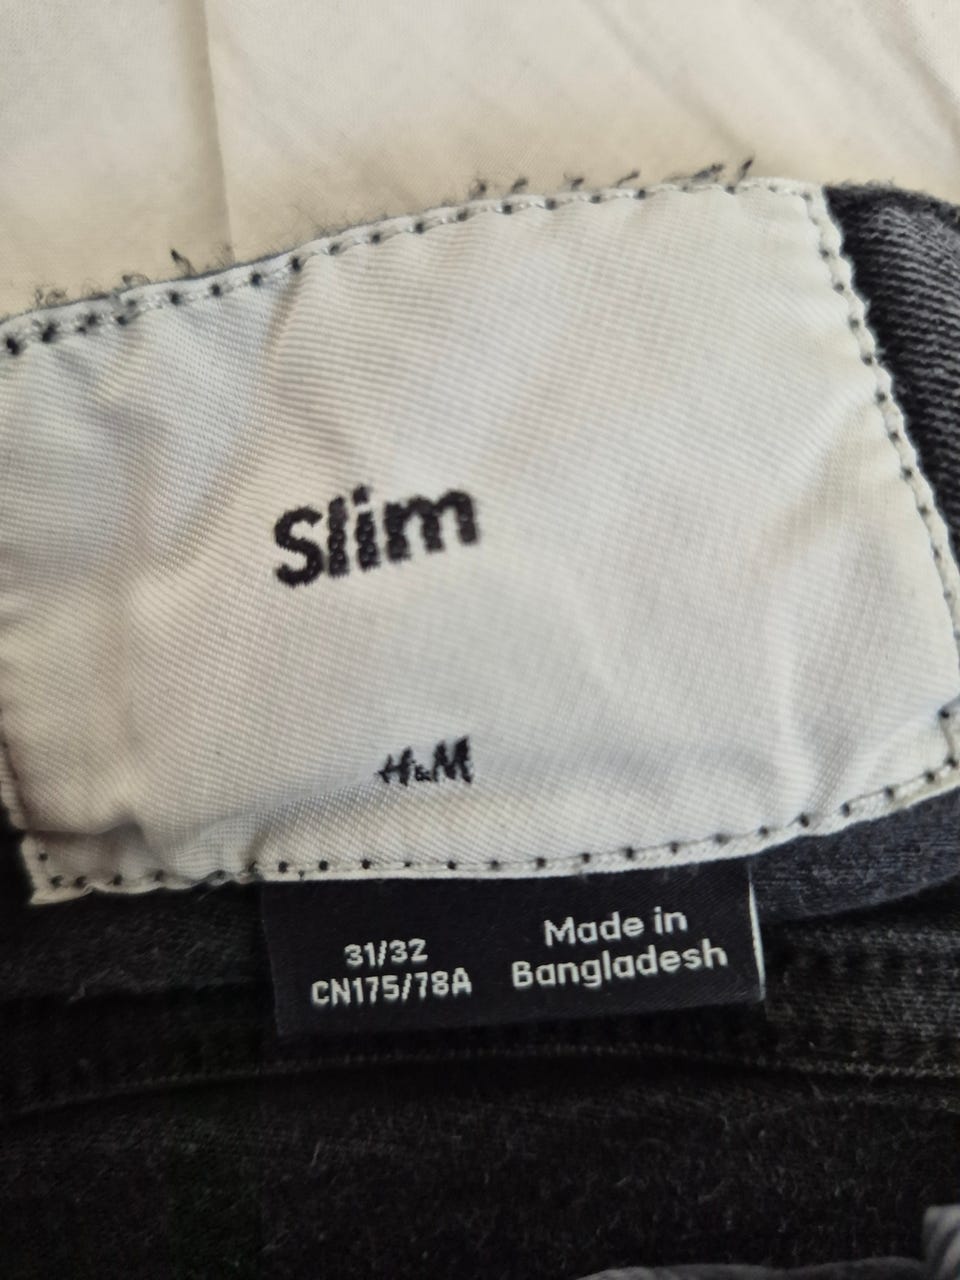 Slim
H&M
31/32
CN175/78A
Made in
Bangladesh